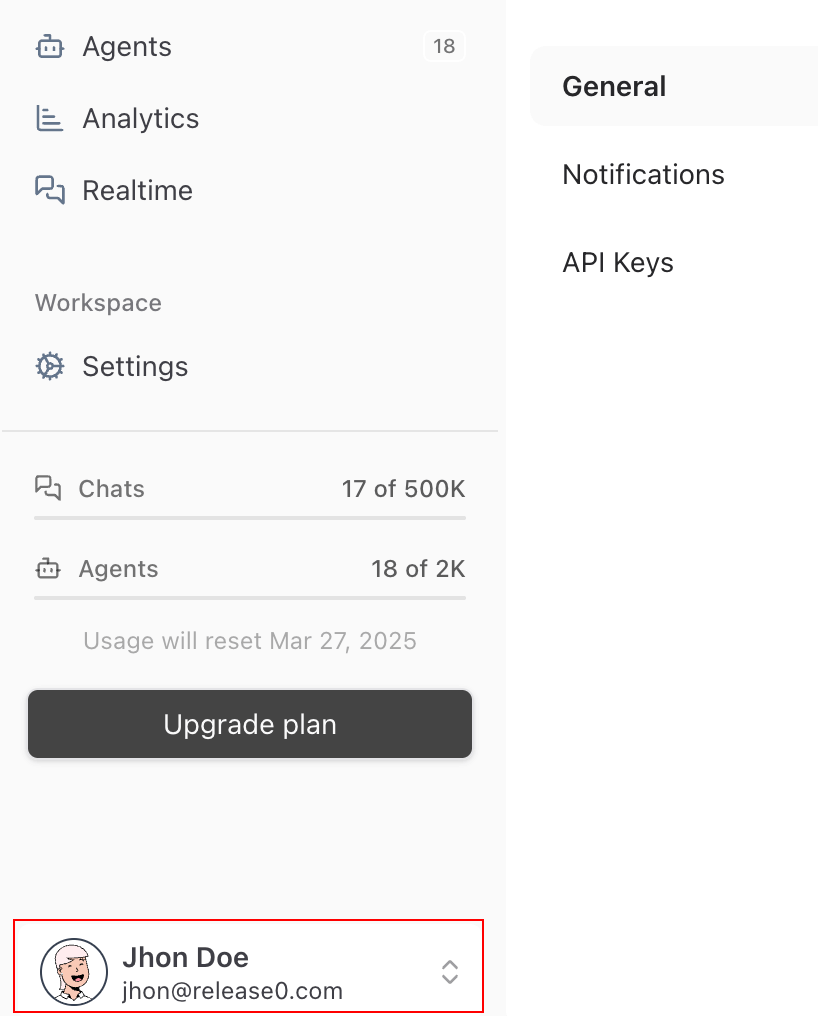 Agents 18
Analytics
Realtime
Workspace
Settings
Chats 17 of 500K
Agents 18 of 2K
Usage will reset Mar 27, 2025
Upgrade plan
Jhon Doe
jhon@release0.com
General
Notifications
API Keys